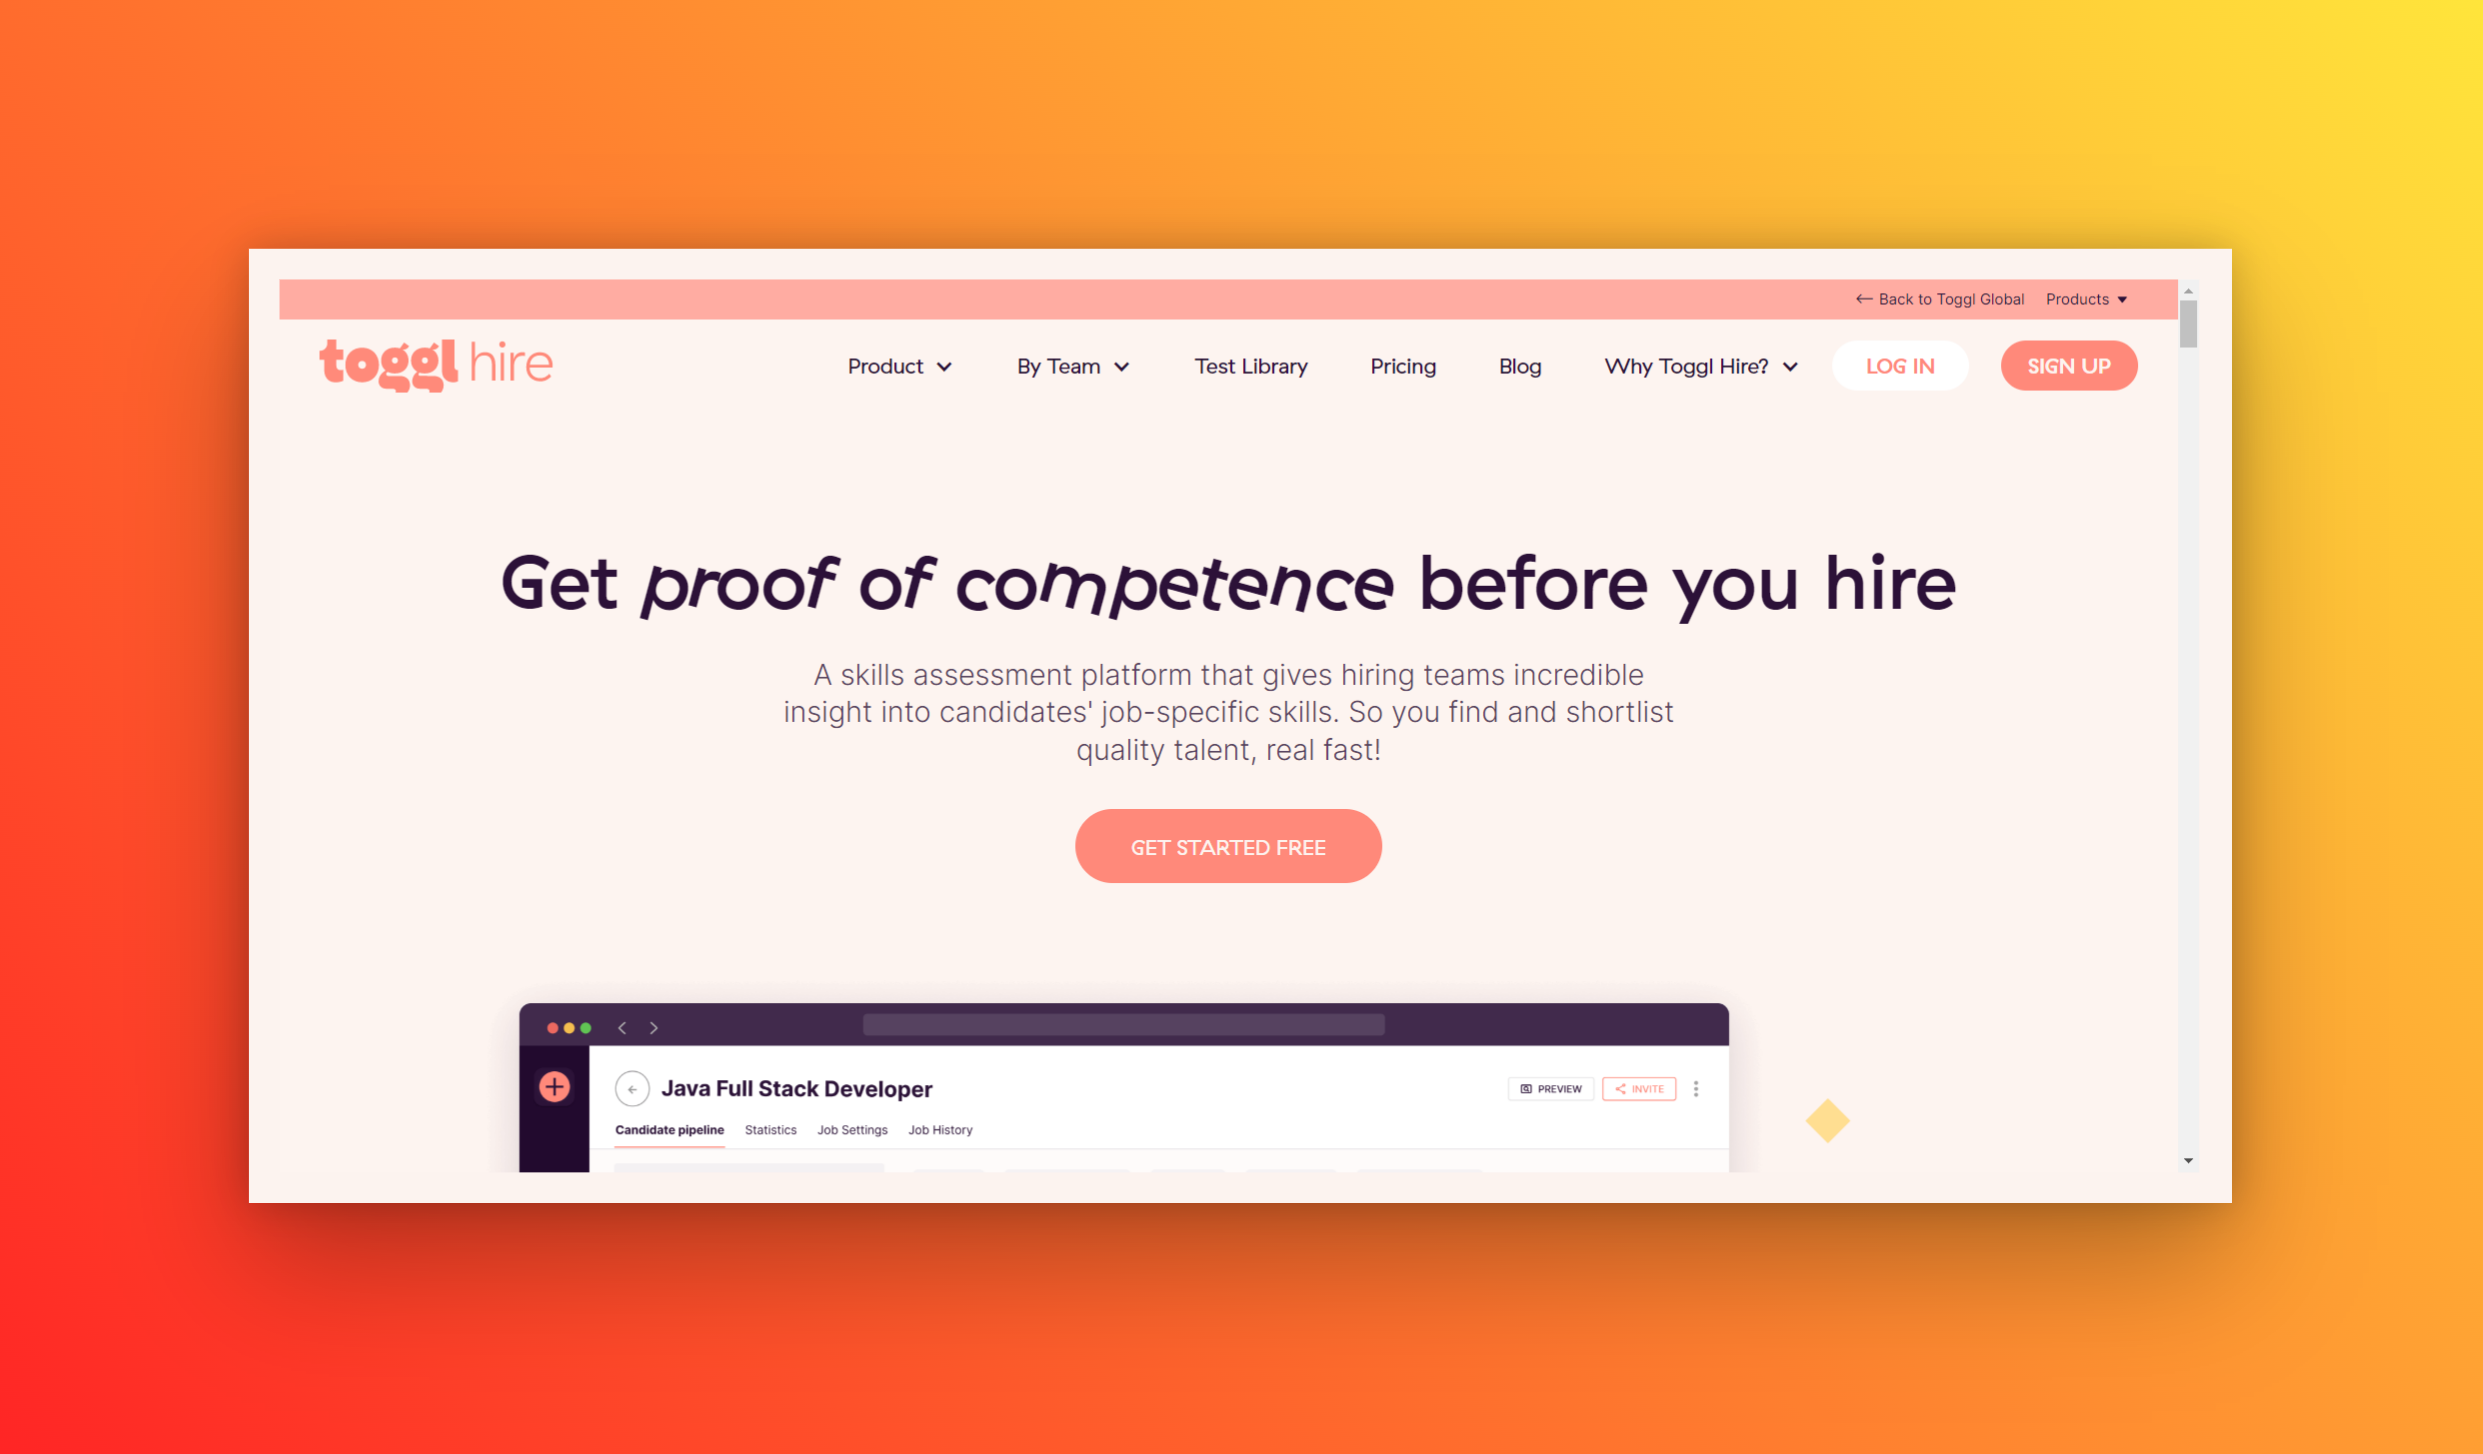 ← Back to Toggl Global Products
toggl hire Product By Team Test Library Pricing Blog Why Toggl Hire? LOG IN SIGN UP
Get proof of competence before you hire
A skills assessment platform that gives hiring teams incredible
insight into candidates' job-specific skills. So you find and shortlist
quality talent, real fast!
GET STARTED FREE
Java Full Stack Developer PREVIEW INVITE
Candidate pipeline Statistics Job Settings Job History